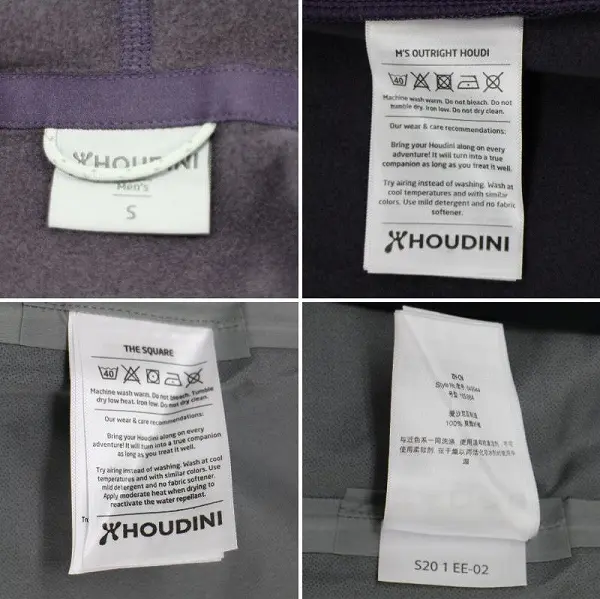 HOUDINI
Men's
S
M'S OUTRIGHT HOUDI
40
Machine wash warm. Do not bleach. Do not
tumble dry. Iron low. Do not dry clean.
Our wear & care recommendations:
Bring your Houdini along on every
adventure! It will turn into a true
companion as long as you treat it well.
Try airing instead of washing. Wash at
cool temperatures and with similar
colors. Use mild detergent and no fabric
softener.
HOUDINI
THE SQUARE
40
Machine wash warm. Do not bleach. Tumble
dry low heat. Iron low. Do not dry clean.
Our wear & care recommendations:
Bring your Houdini along on every
adventure! It will turn into a true companion
as long as you treat it well.
Try airing instead of washing. Wash at cool
temperatures and with similar colors. Use
mild detergent and no fabric softener.
Apply moderate heat when drying to
reactivate the water repellant.
HOUDINI
100%
S20 1 EE-02